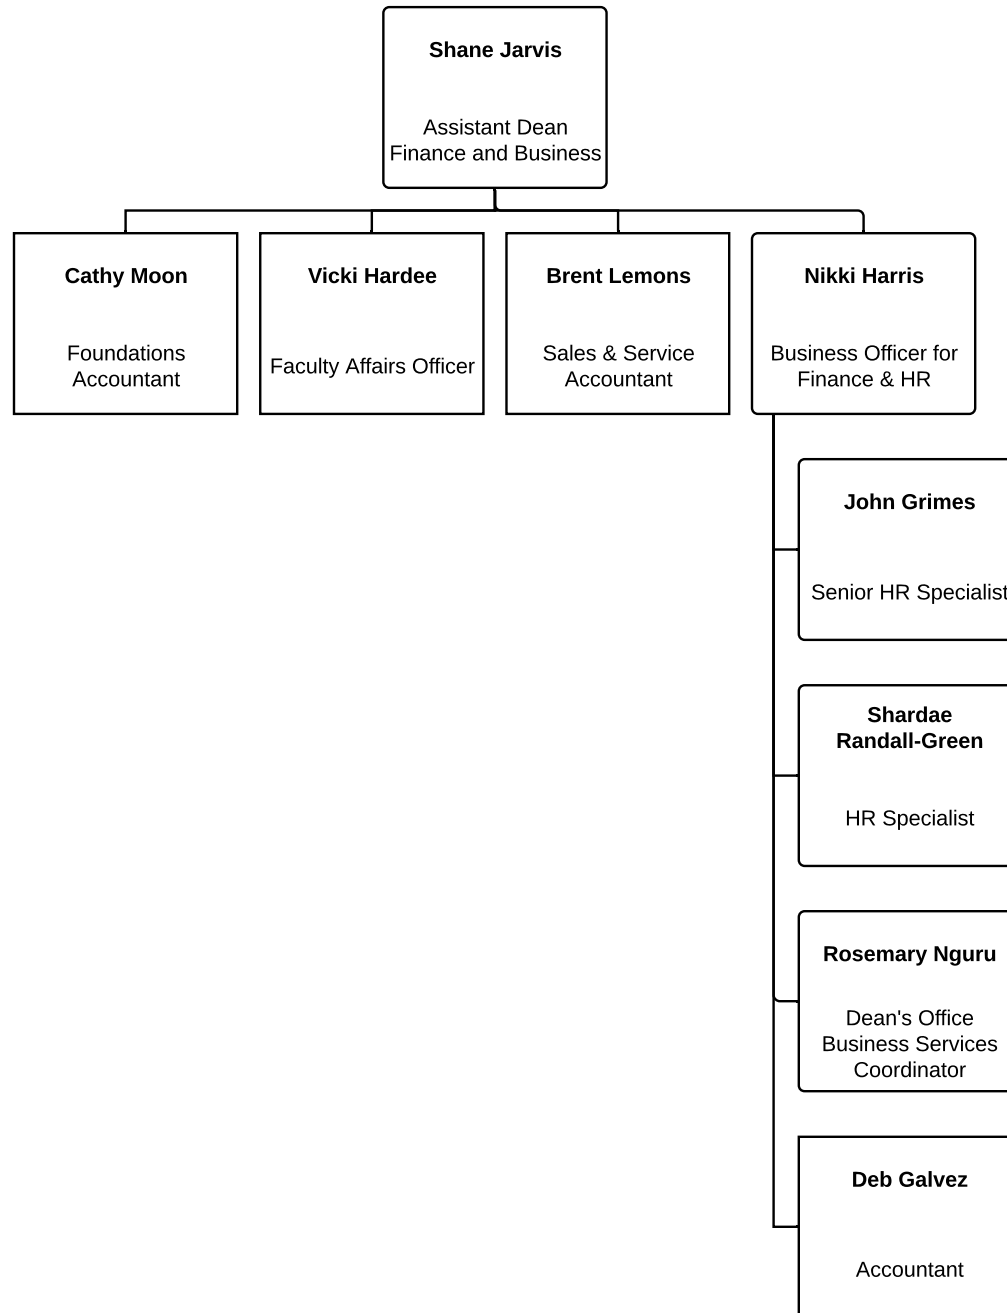 Shane Jarvis
Assistant Dean
Finance and Business
Cathy Moon
Foundations
Accountant
Vicki Hardee
Faculty Affairs Officer
Brent Lemons
Sales & Service
Accountant
Nikki Harris
Business Officer for
Finance & HR
John Grimes
Senior HR Specialist
Shardae
Randall-Green
HR Specialist
Rosemary Nguru
Dean's Office
Business Services
Coordinator
Deb Galvez
Accountant